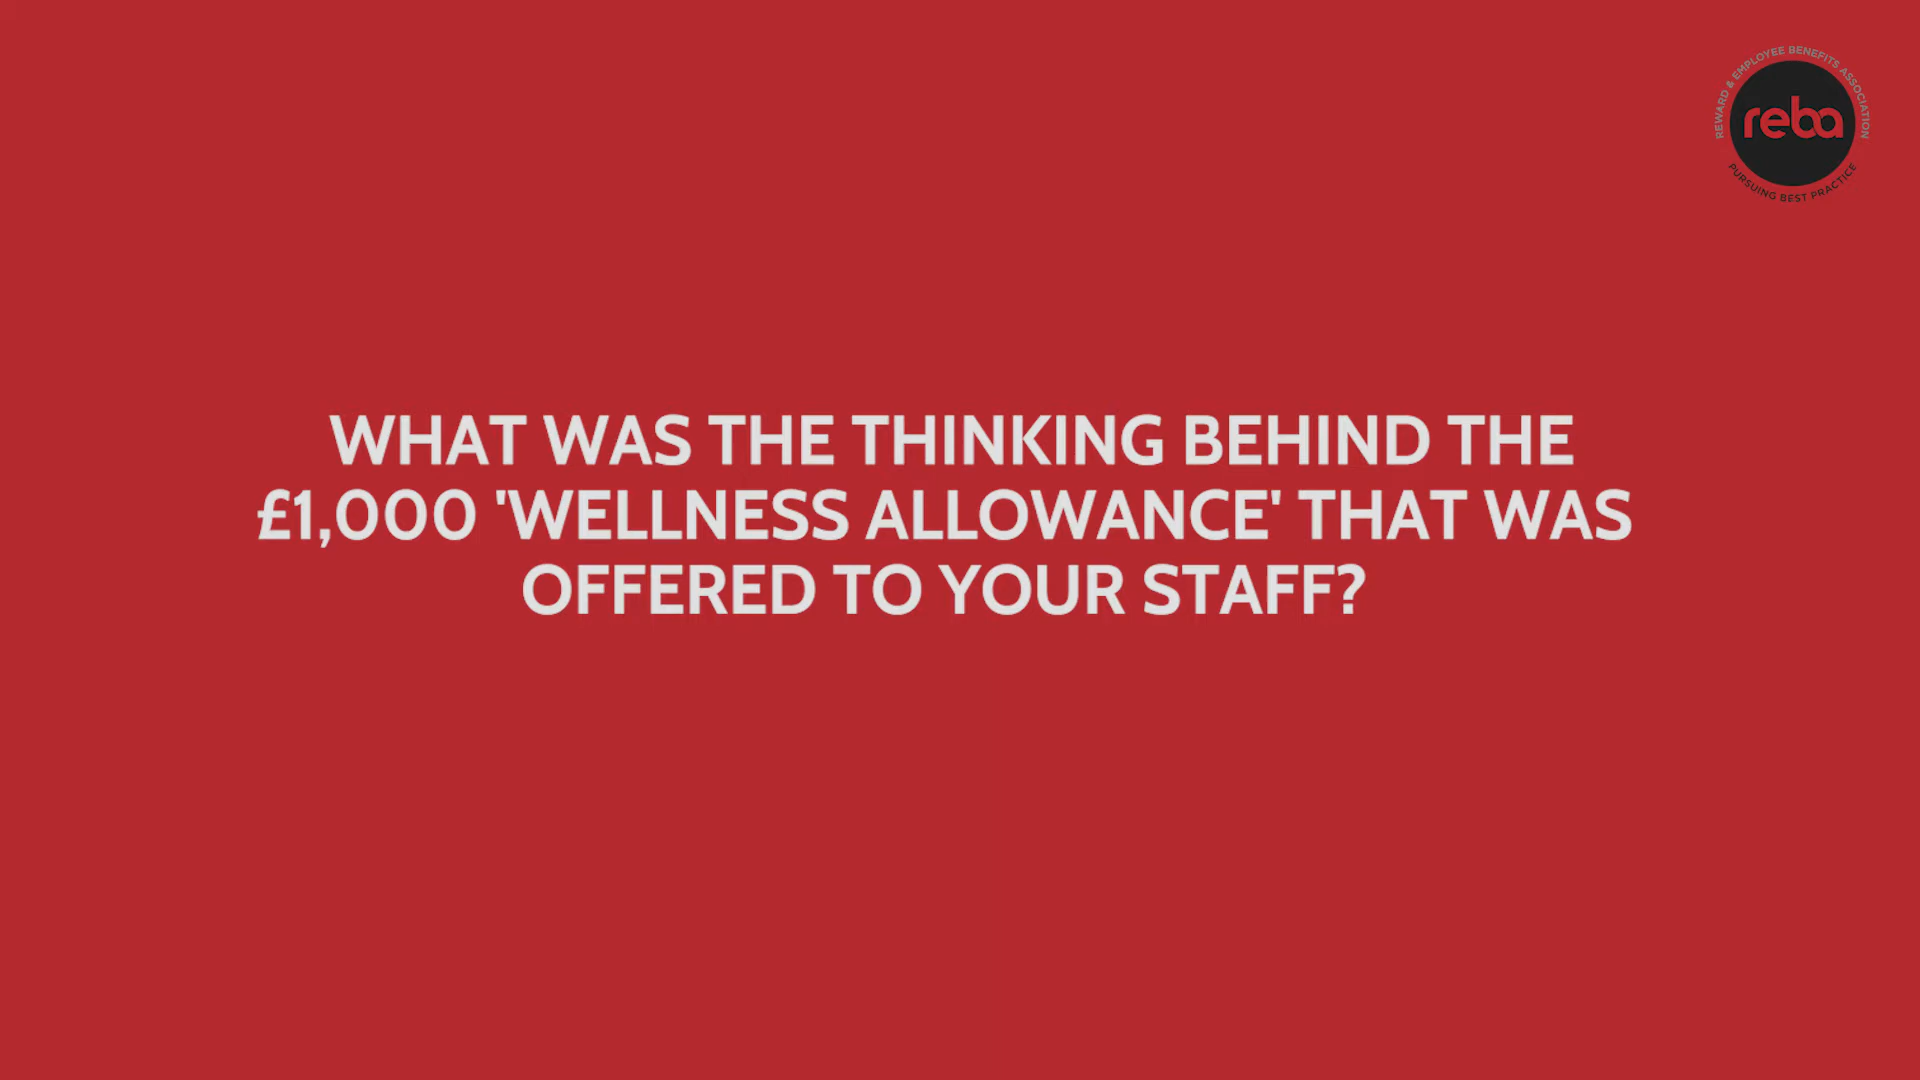 REWARD & EMPLOYEE BENEFITS ASSOCIATION
reba
PURSUING BEST PRACTICE
WHAT WAS THE THINKING BEHIND THE
£1,000 'WELLNESS ALLOWANCE' THAT WAS
OFFERED TO YOUR STAFF?